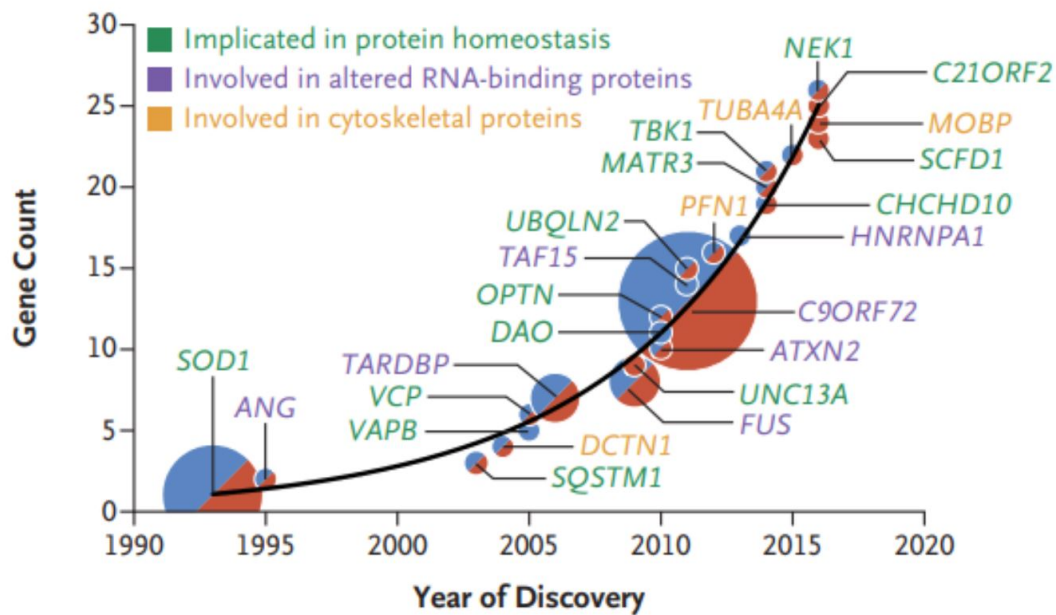 30
Implicated in protein homeostasis
NEK1
C21ORF2
Involved in altered RNA-binding proteins
25
Involved in cytoskeletal proteins
TUBA4A
MOBP
TBK1
SCFD1
MATR3
20
PFN1
CHCHD10
UBQLN2
HNRNPA1
TAF15
15
OPTN
C9ORF72
DAO
10
ATXN2
SOD1
TARDBP
UNC13A
ANG
VCP
FUS
VAPB
5
DCTN1
SQSTM1
0
Gene Count
1990 1995 2000 2005 2010 2015 2020
Year of Discovery